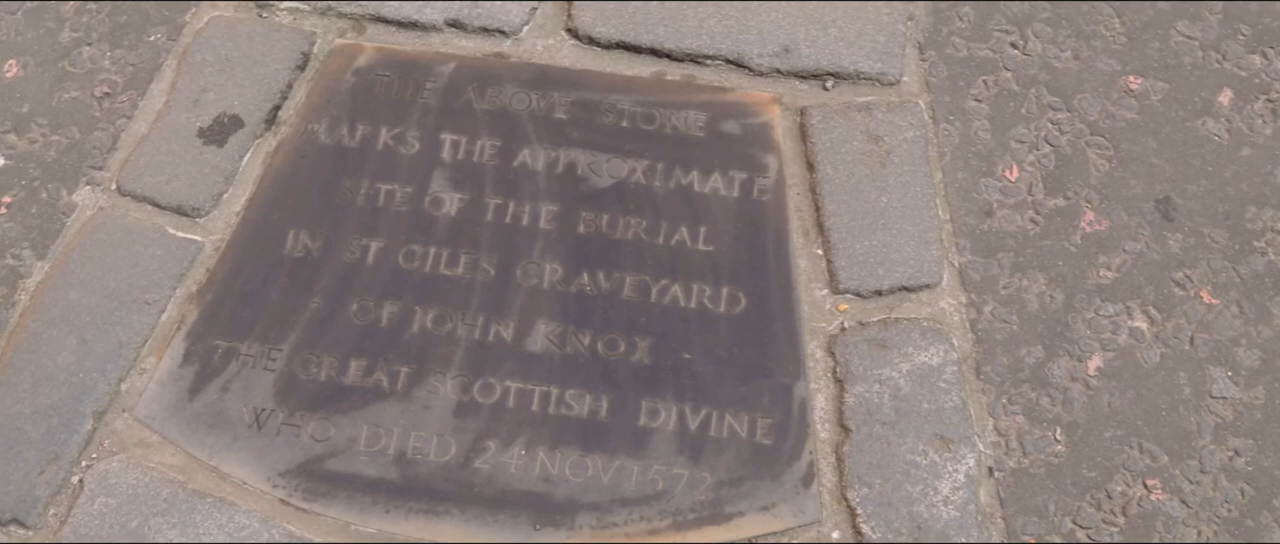 THE ABOVE STONE
MARKS THE APPROXIMATE
SITE OF THE BURIAL
IN ST GILES GRAVEYARD
OF JOHN KNOX
THE GREAT SCOTTISH DIVINE
WHO DIED 24 NOV 1572